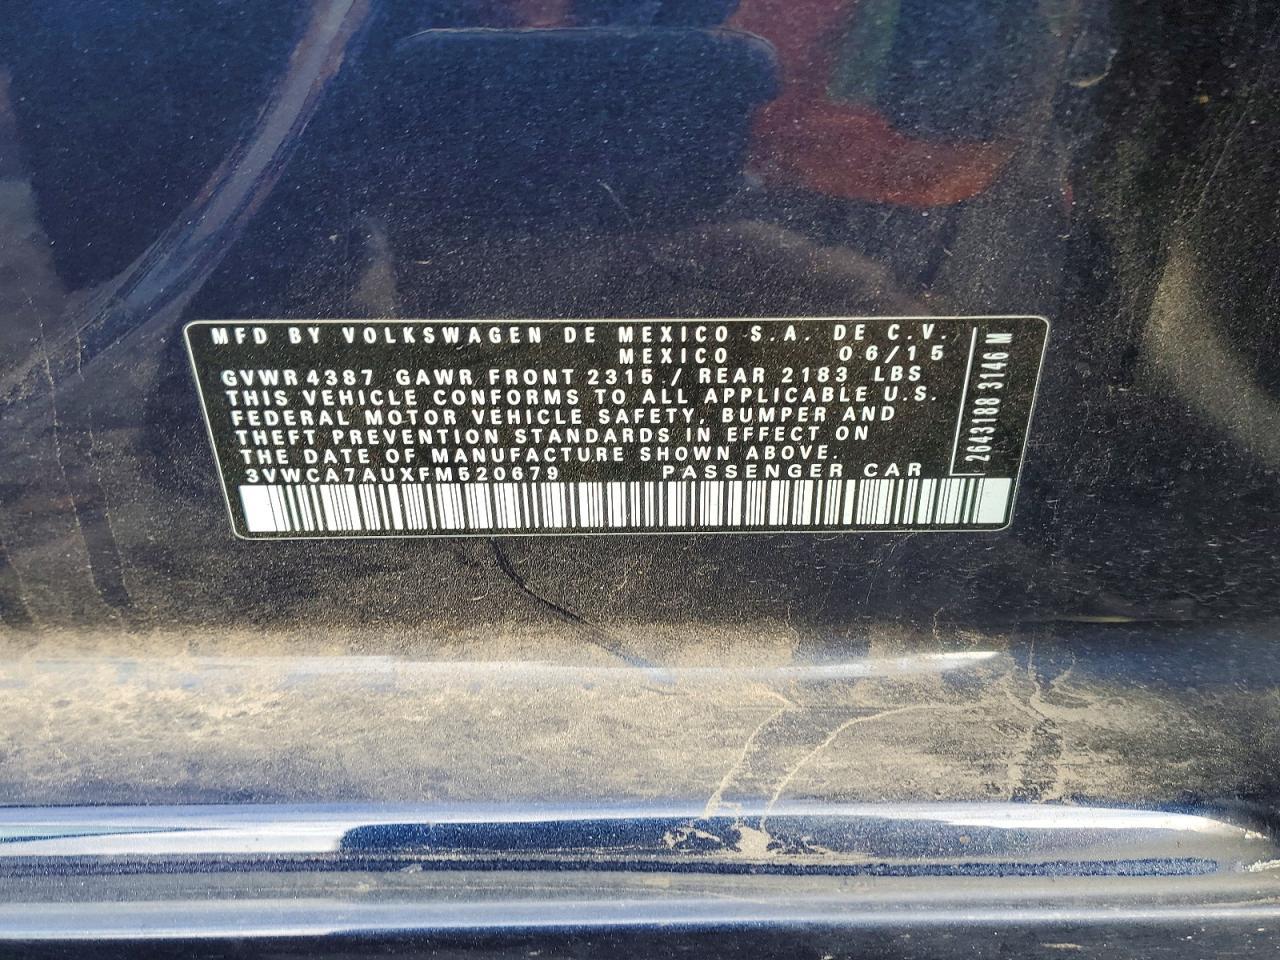 MFD BY VOLKSWAGEN DE MEXICO S.A. DE C.V.
MEXICO 06/15
GVWR 4387 GAWR FRONT 2315 / REAR 2183 LBS
THIS VEHICLE CONFORMS TO ALL APPLICABLE U.S.
FEDERAL MOTOR VEHICLE SAFETY, BUMPER AND
THEFT PREVENTION STANDARDS IN EFFECT ON
THE DATE OF MANUFACTURE SHOWN ABOVE.
3VWCA7AUXFM520679 PASSENGER CAR
2643188 3146 M